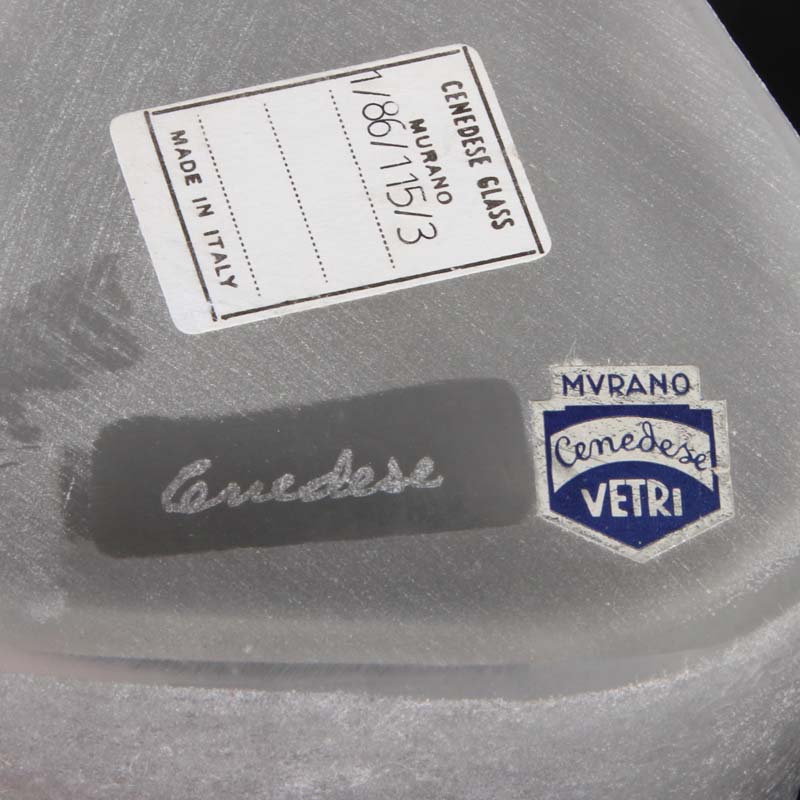 CENEDESE GLASS
MURANO
1/86/115/3
MADE IN ITALY
Cenedese
MVRANO
Cenedese
VETRI